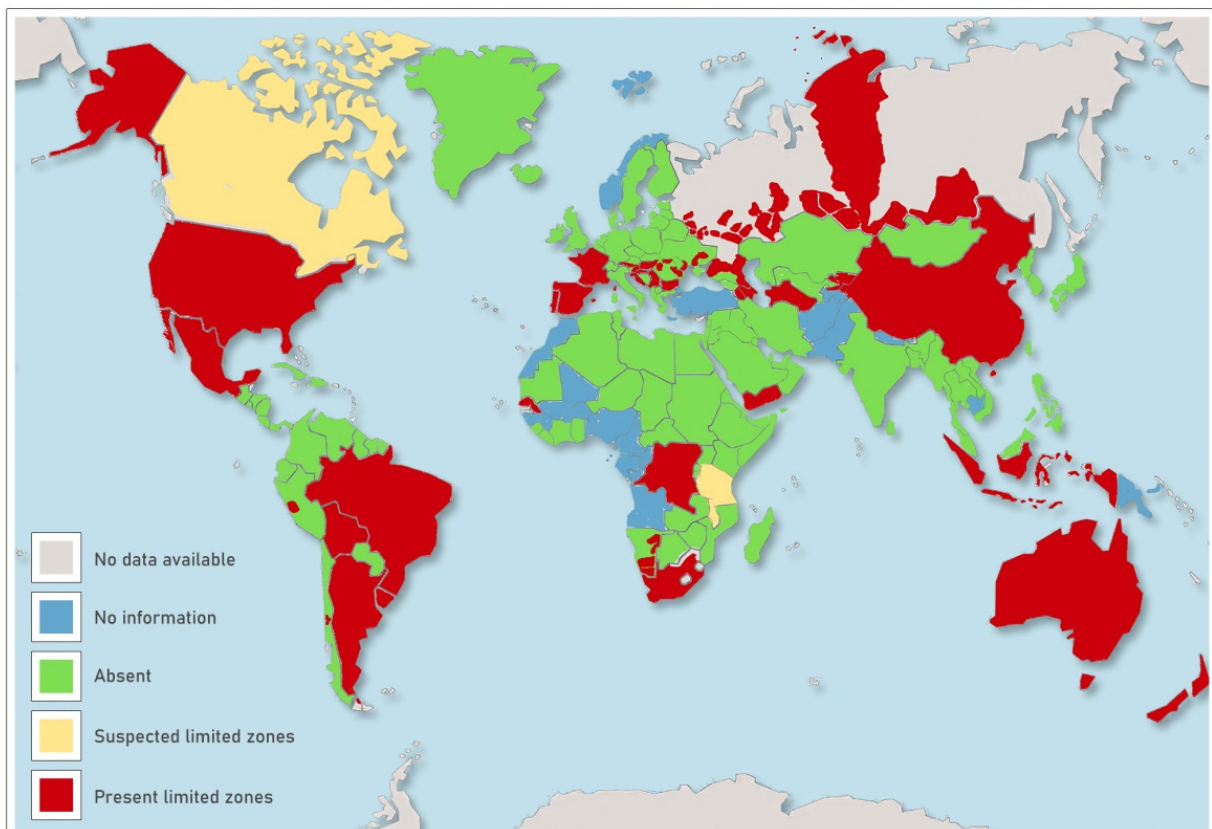 No data available
No information
Absent
Suspected limited zones
Present limited zones